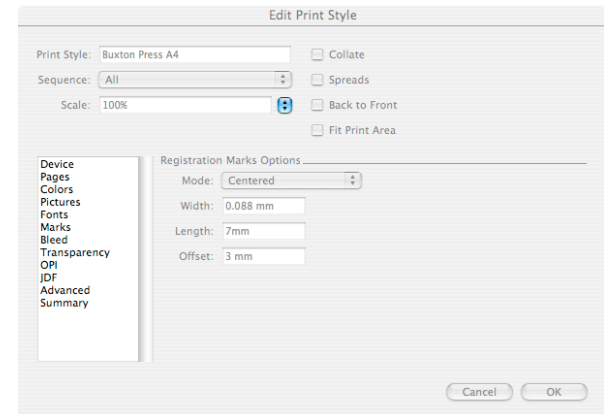 Edit Print Style
Print Style: Buxton Press A4
Collate
Sequence: All
Spreads
Scale: 100%
Back to Front
Fit Print Area
Device
Pages
Colors
Pictures
Fonts
Marks
Bleed
Transparency
OPI
JDF
Advanced
Summary
Registration Marks Options
Mode: Centered
Width: 0.088 mm
Length: 7mm
Offset: 3 mm
Cancel
OK